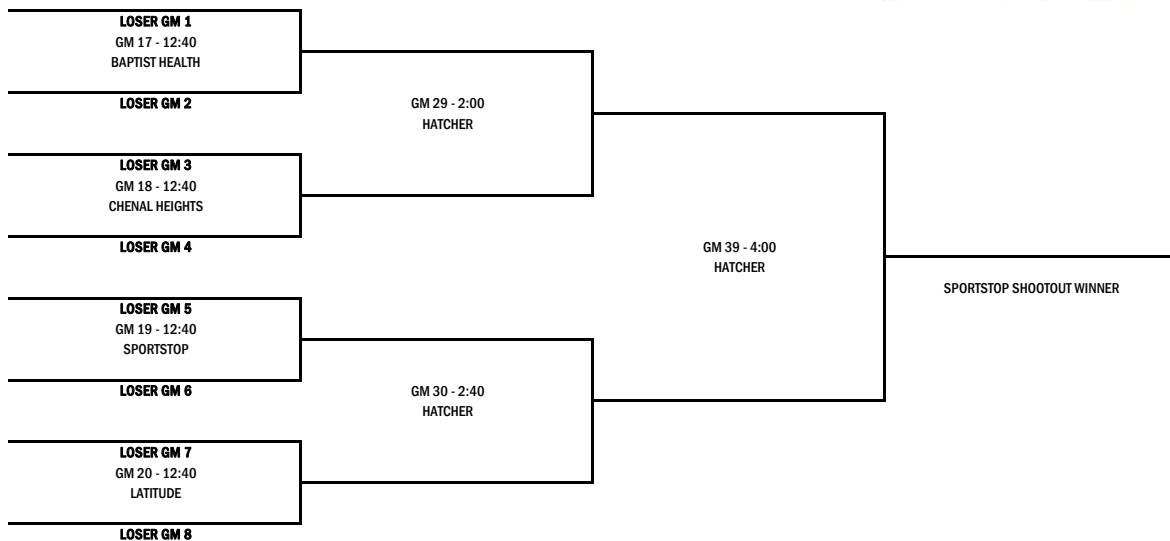 LOSER GM 1
GM 17 - 12:40
BAPTIST HEALTH
LOSER GM 2
GM 29 - 2:00
HATCHER
LOSER GM 3
GM 18 - 12:40
CHENAL HEIGHTS
LOSER GM 4
GM 39 - 4:00
HATCHER
SPORTSTOP SHOOTOUT WINNER
LOSER GM 5
GM 19 - 12:40
SPORTSTOP
LOSER GM 6
GM 30 - 2:40
HATCHER
LOSER GM 7
GM 20 - 12:40
LATITUDE
LOSER GM 8